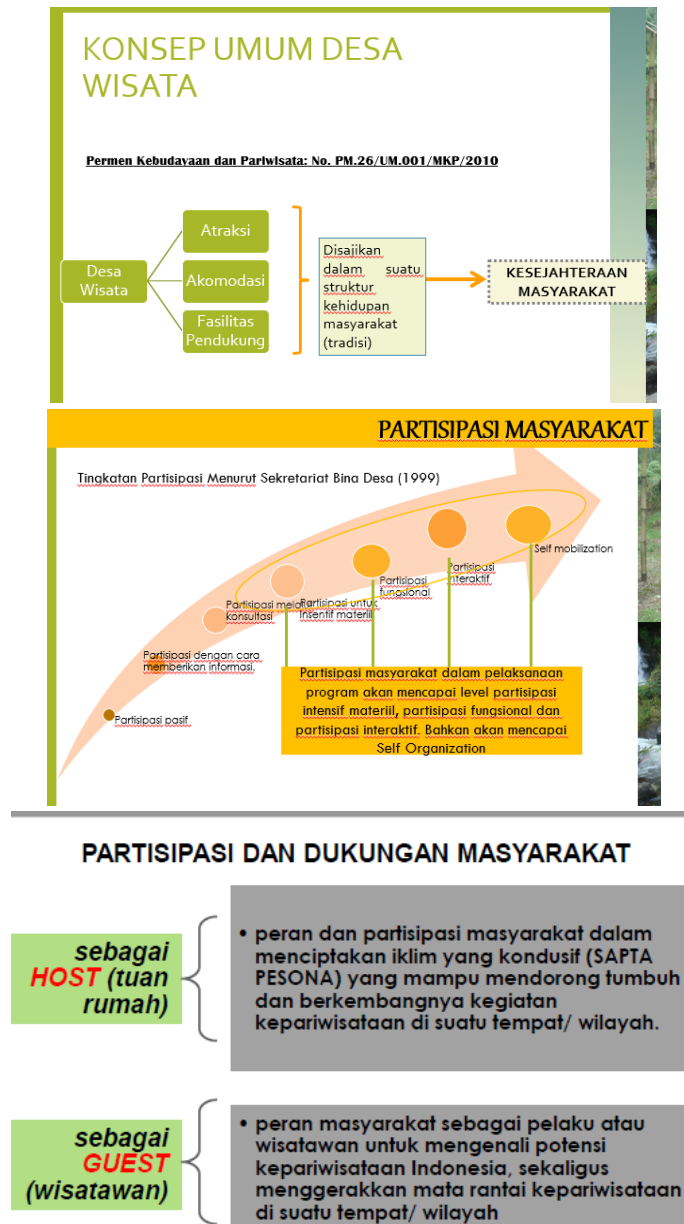 KONSEP UMUM DESA
WISATA
Permen Kebudayaan dan Pariwisata: No. PM.26/UM.001/MKP/2010
Desa
Wisata
Atraksi
Akomodasi
Fasilitas
Pendukung
Disajikan
dalam suatu
struktur
kehidupan
masyarakat
(tradisi)
KESEJAHTERAAN
MASYARAKAT
PARTISIPASI MASYARAKAT
Tingkatan Partisipasi Menurut Sekretariat Bina Desa (1999)
Partisipasi pasif
Partisipasi dengan cara
memberikan informasi.
Partisipasi melalui
konsultasi
Partisipasi untuk
insentif materiil
Partisipasi
fungsional
Partisipasi
interaktif
Self mobilization
Partisipasi masyarakat dalam pelaksanaan
program akan mencapai level partisipasi
intensif materiil, partisipasi fungsional dan
partisipasi interaktif. Bahkan akan mencapai
Self Organization
PARTISIPASI DAN DUKUNGAN MASYARAKAT
sebagai
HOST (tuan
rumah)
• peran dan partisipasi masyarakat dalam
menciptakan iklim yang kondusif (SAPTA
PESONA) yang mampu mendorong tumbuh
dan berkembangnya kegiatan
kepariwisataan di suatu tempat/ wilayah.
sebagai
GUEST
(wisatawan)
• peran masyarakat sebagai pelaku atau
wisatawan untuk mengenali potensi
kepariwisataan Indonesia, sekaligus
menggerakkan mata rantai kepariwisataan
di suatu tempat/ wilayah